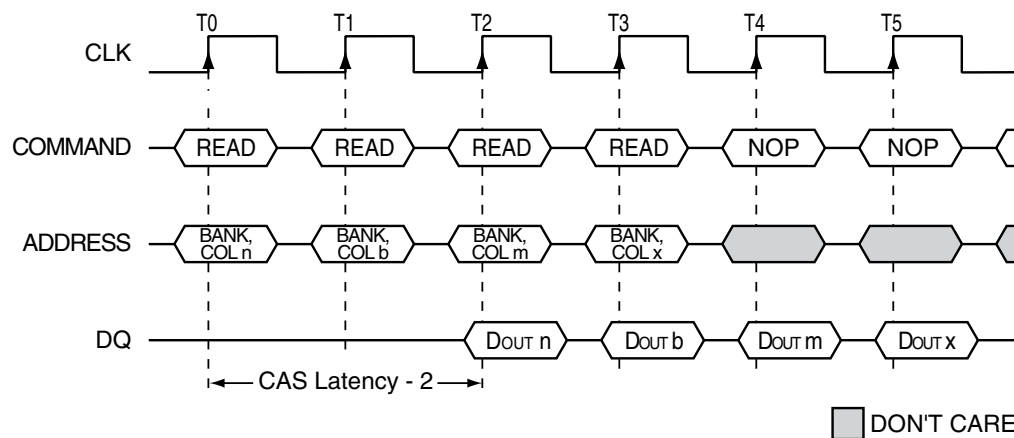 T0 T1 T2 T3 T4 T5
CLK
COMMAND READ READ READ READ NOP NOP
ADDRESS BANK, COL n BANK, COL b BANK, COL m BANK, COL x
DQ DOUT n DOUT b DOUT m DOUT x
CAS Latency - 2
DON'T CARE